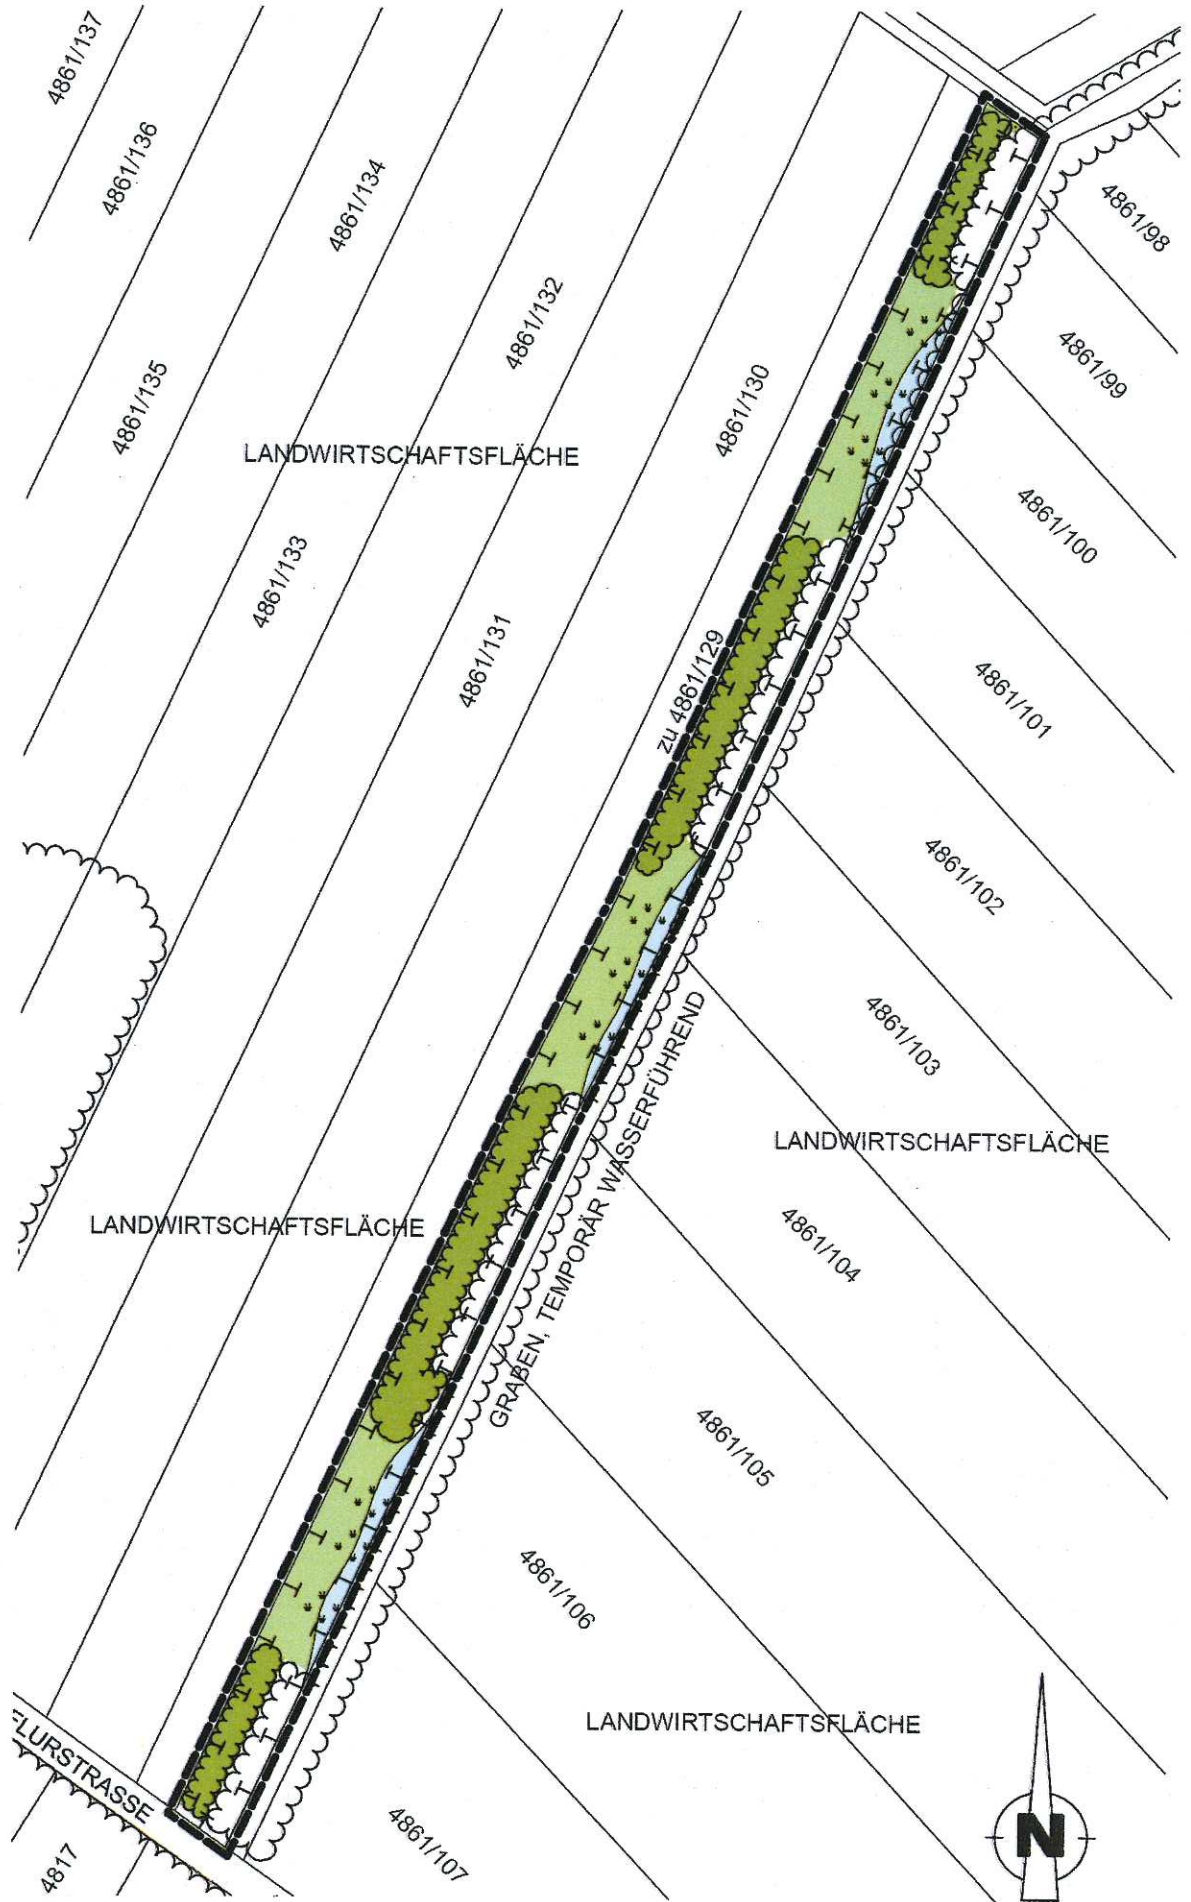 4861/137
4861/136
4861/134
4861/98
4861/132
4861/99
4861/135
4861/130
LANDWIRTSCHAFTSFLÄCHE
4861/100
4861/133
4861/131
zu 4861/129
4861/101
4861/102
4861/103
GRABEN, TEMPORÄR WASSERFÜHREND
LANDWIRTSCHAFTSFLÄCHE
LANDWIRTSCHAFTSFLÄCHE
4861/104
4861/105
4861/106
LANDWIRTSCHAFTSFLÄCHE
FLURSTRASSE
4861/107
4817
N